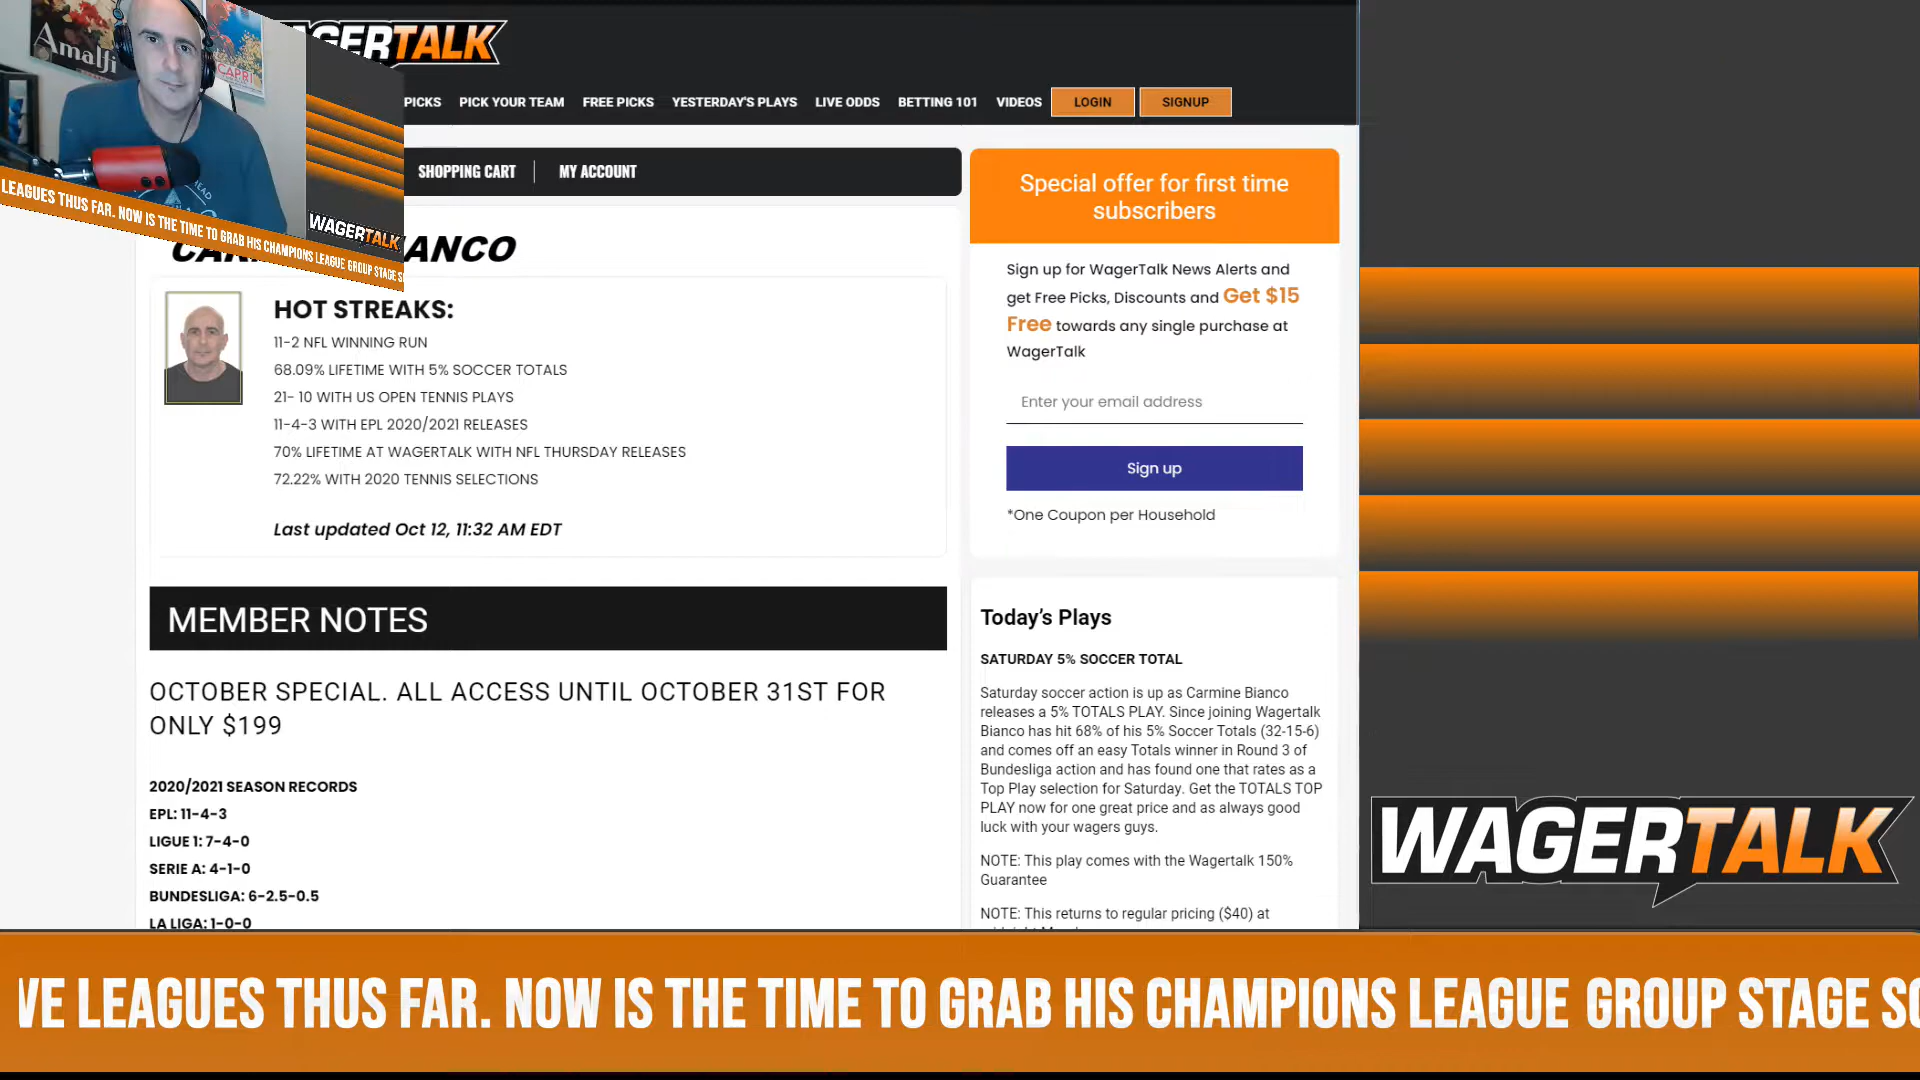 Amalfi
CAPRI
AGERTALK
PICKS
PICK YOUR TEAM
FREE PICKS
YESTERDAY'S PLAYS
LIVE ODDS
BETTING 101
VIDEOS
LOGIN
SIGNUP
LEAGUES THUS FAR. NOW IS THE TIME TO GRAB HIS CHAMPIONS LEAGUE GROUP STAGE S
WAGERTALK
SHOPPING CART
MY ACCOUNT
ANCO
HOT STREAKS:
11-2 NFL WINNING RUN
68.09% LIFETIME WITH 5% SOCCER TOTALS
21- 10 WITH US OPEN TENNIS PLAYS
11-4-3 WITH EPL 2020/2021 RELEASES
70% LIFETIME AT WAGERTALK WITH NFL THURSDAY RELEASES
72.22% WITH 2020 TENNIS SELECTIONS
Last updated Oct 12, 11:32 AM EDT
MEMBER NOTES
OCTOBER SPECIAL. ALL ACCESS UNTIL OCTOBER 31ST FOR
ONLY $199
2020/2021 SEASON RECORDS
EPL: 11-4-3
LIGUE 1: 7-4-0
SERIE A: 4-1-0
BUNDESLIGA: 6-2.5-0.5
LA LIGA: 1-0-0
Special offer for first time
subscribers
Sign up for WagerTalk News Alerts and
get Free Picks, Discounts and Get $15
Free towards any single purchase at
WagerTalk
Enter your email address
Sign up
*One Coupon per Household
Today's Plays
SATURDAY 5% SOCCER TOTAL
Saturday soccer action is up as Carmine Bianco
releases a 5% TOTALS PLAY. Since joining Wagertalk
Bianco has hit 68% of his 5% Soccer Totals (32-15-6)
and comes off an easy Totals winner in Round 3 of
Bundesliga action and has found one that rates as a
Top Play selection for Saturday. Get the TOTALS TOP
PLAY now for one great price and as always good
luck with your wagers guys.
NOTE: This play comes with the Wagertalk 150%
Guarantee
NOTE: This returns to regular pricing ($40) at
WAGERTALK
VE LEAGUES THUS FAR. NOW IS THE TIME TO GRAB HIS CHAMPIONS LEAGUE GROUP STAGE SO